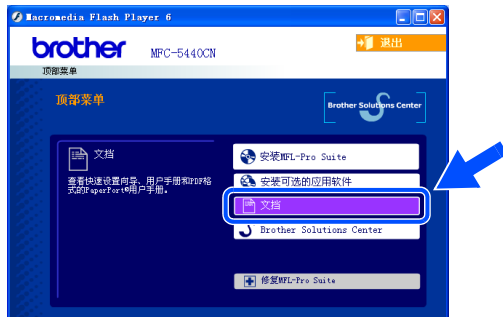 Macromedia Flash Player 6
brother MFC-5440CN
退出
顶部菜单
顶部菜单
Brother Solutions Center
文档
查看快速设置向导、用户手册和PDF格
式的PaperPort®用户手册。
安装MFL-Pro Suite
安装可选的应用软件
文档
Brother Solutions Center
修复MFL-Pro Suite